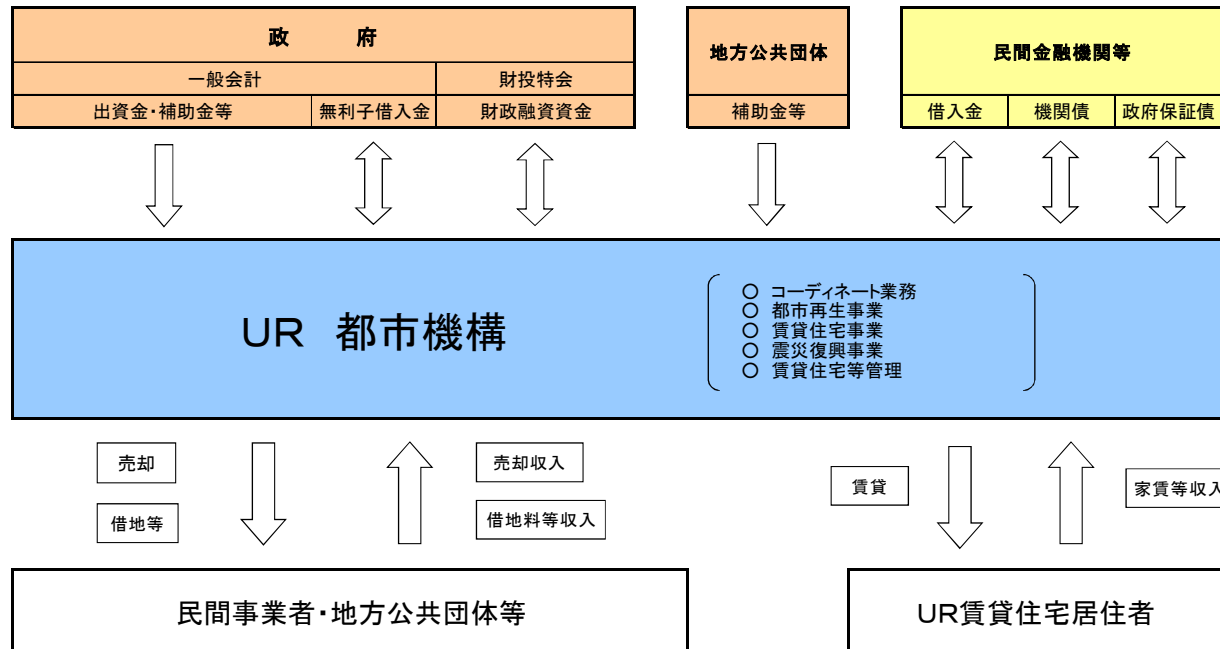 政　府
地方公共団体
民間金融機関等
一般会計
財投特会
出資金・補助金等
無利子借入金
財政融資資金
補助金等
借入金
機関債
政府保証債
UR　都市機構
○ コーディネート業務
○ 都市再生事業
○ 賃貸住宅事業
○ 震災復興事業
○ 賃貸住宅等管理
売却
借地等
売却収入
借地料等収入
賃貸
家賃等収入
民間事業者・地方公共団体等
UR賃貸住宅居住者